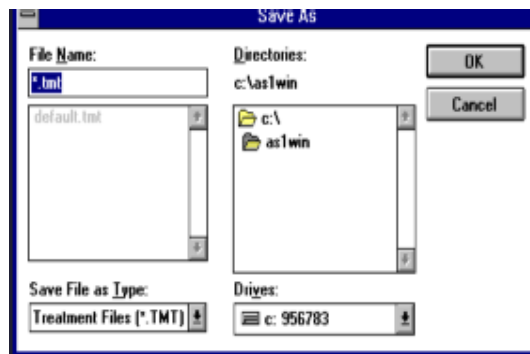 Save As
File Name:
*.tmt
default.tmt
Save File as Type:
Treatment Files (*.TMT)
Directories:
c:\as1win
c:\
as1win
Drives:
c: 956783
OK
Cancel